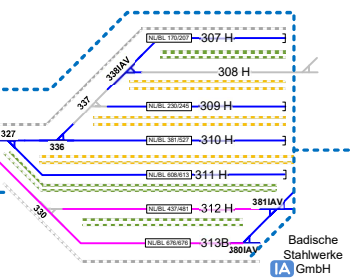 NL/BL 170/207 307 H
338IAV
308 H
337
NL/BL 230/245 309 H
327
336
NL/BL 381/527 310 H
NL/BL 608/613 311 H
330
NL/BL 437/481 312 H
381IAV
NL/BL 676/676 313B
380IAV
Badische
Stahlwerke
IA GmbH